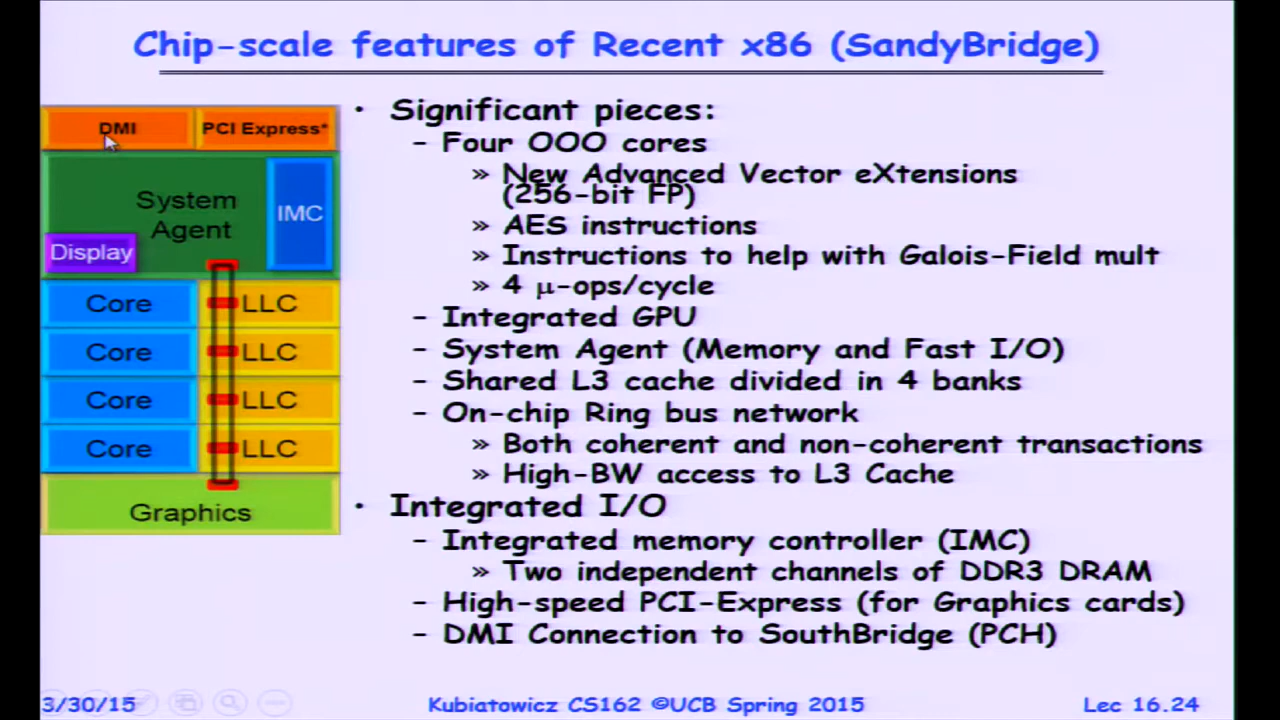 Chip-scale features of Recent x86 (SandyBridge)
DMI
PCI Express*
System
Agent
IMC
Display
Core
LLC
Core
LLC
Core
LLC
Core
LLC
Graphics
• Significant pieces:
– Four OOO cores
» New Advanced Vector eXtensions
(256-bit FP)
» AES instructions
» Instructions to help with Galois-Field mult
» 4 μ-ops/cycle
– Integrated GPU
– System Agent (Memory and Fast I/O)
– Shared L3 cache divided in 4 banks
– On-chip Ring bus network
» Both coherent and non-coherent transactions
» High-BW access to L3 Cache
• Integrated I/O
– Integrated memory controller (IMC)
» Two independent channels of DDR3 DRAM
– High-speed PCI-Express (for Graphics cards)
– DMI Connection to SouthBridge (PCH)
3/30/15
Kubiatowicz CS162 ©UCB Spring 2015
Lec 16.24